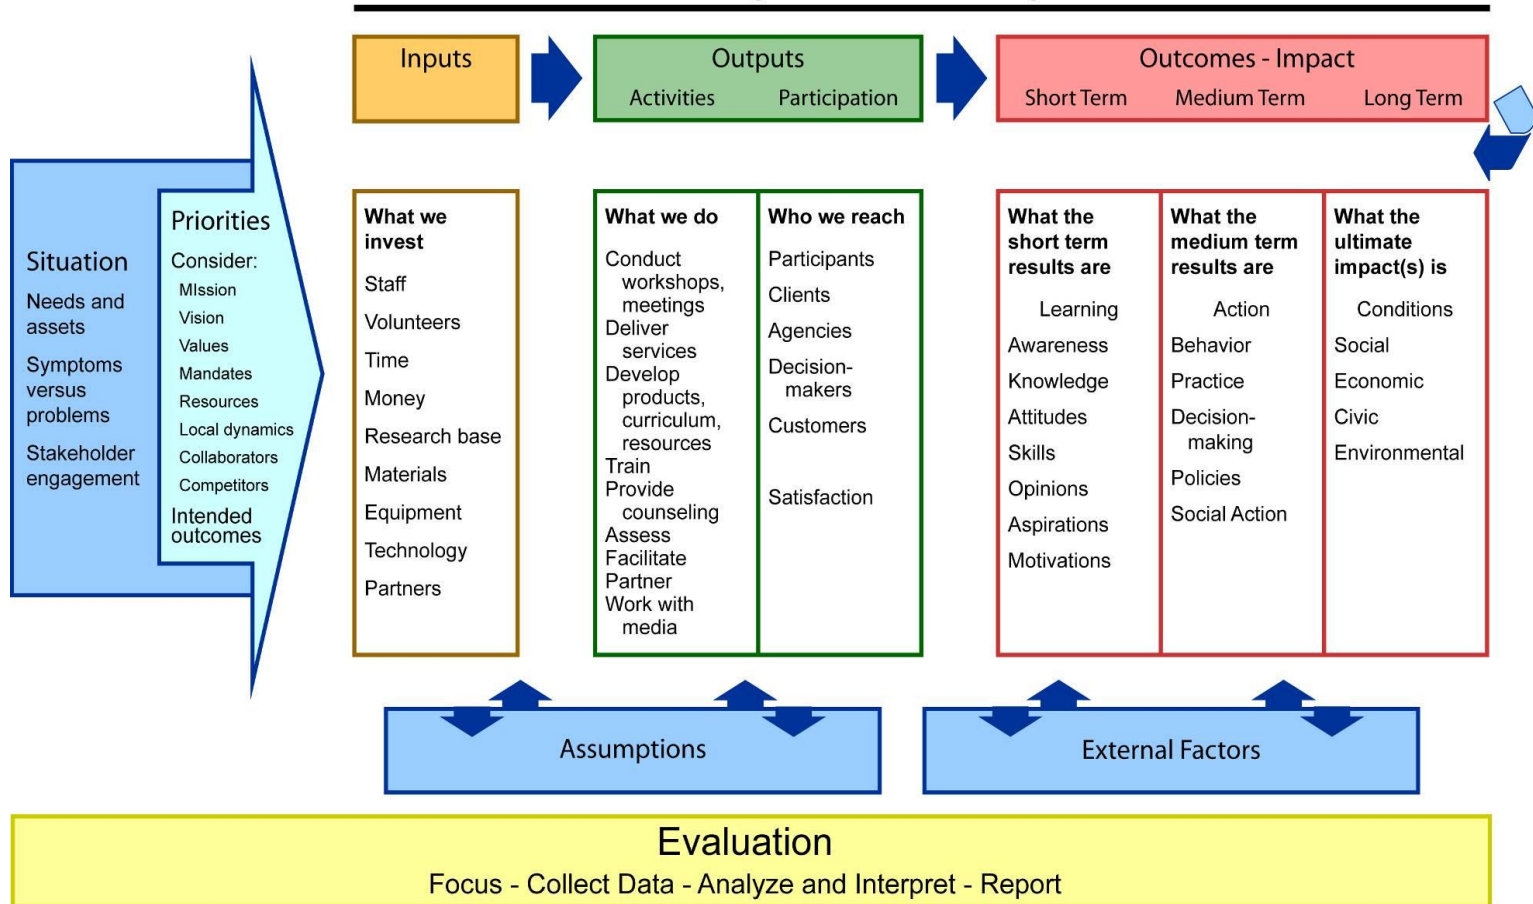 Inputs
Outputs
Activities Participation
Outcomes - Impact
Short Term Medium Term Long Term
Situation
Needs and
assets
Symptoms
versus
problems
Stakeholder
engagement
Priorities
Consider:
MIssion
Vision
Values
Mandates
Resources
Local dynamics
Collaborators
Competitors
Intended
outcomes
What we
invest
Staff
Volunteers
Time
Money
Research base
Materials
Equipment
Technology
Partners
What we do
Conduct
workshops,
meetings
Deliver
services
Develop
products,
curriculum,
resources
Train
Provide
counseling
Assess
Facilitate
Partner
Work with
media
Who we reach
Participants
Clients
Agencies
Decision-
makers
Customers
Satisfaction
What the
short term
results are
Learning
Awareness
Knowledge
Attitudes
Skills
Opinions
Aspirations
Motivations
What the
medium term
results are
Action
Behavior
Practice
Decision-
making
Policies
Social Action
What the
ultimate
impact(s) is
Conditions
Social
Economic
Civic
Environmental
Assumptions
External Factors
Evaluation
Focus - Collect Data - Analyze and Interpret - Report